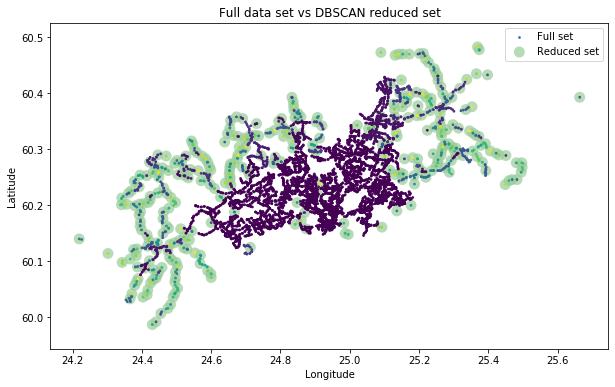 Full data set vs DBSCAN reduced set
Full set
Reduced set
60.5
60.4
60.3
60.2
60.1
60.0
Latitude
24.2 24.4 24.6 24.8 25.0 25.2 25.4 25.6
Longitude